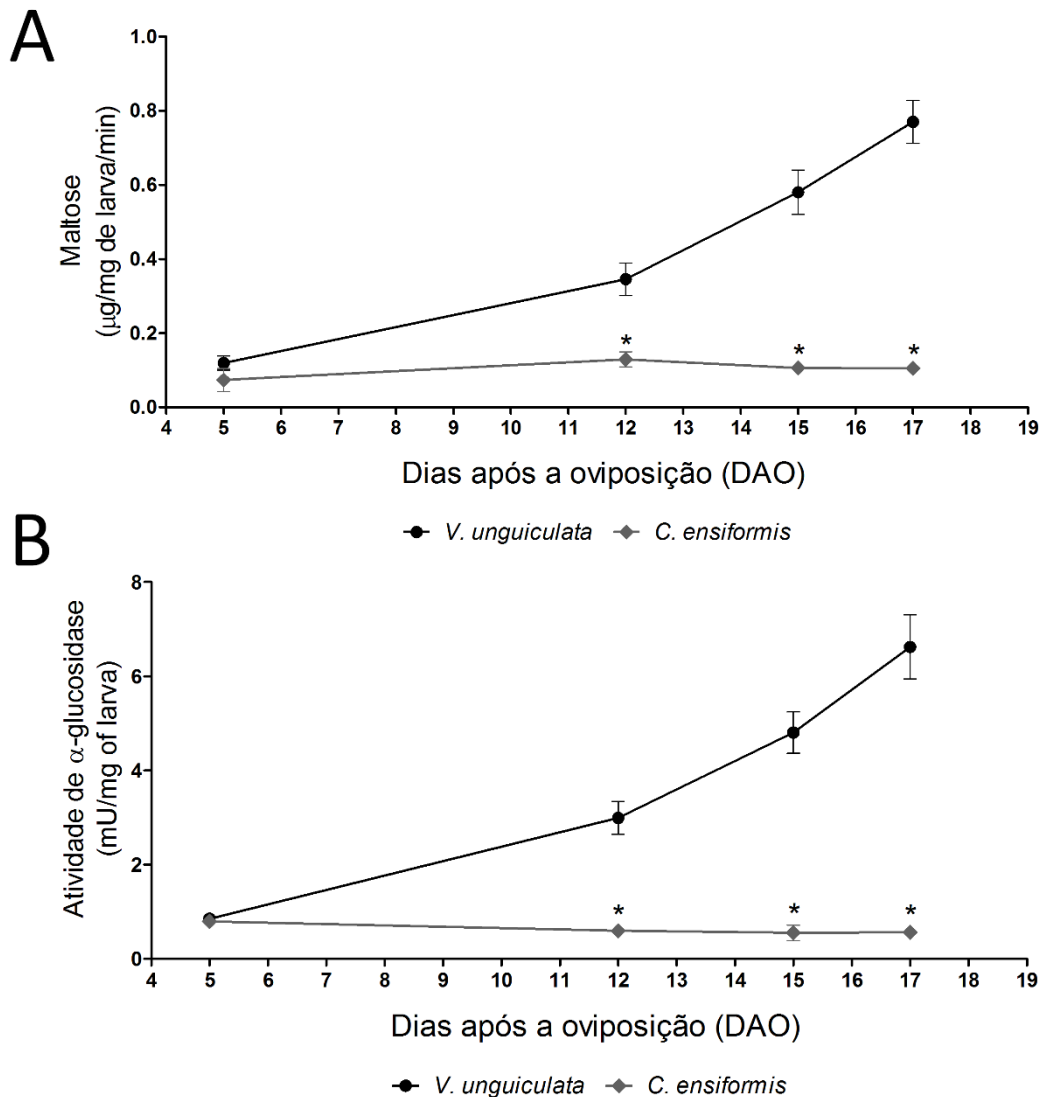 A
1.0
0.8
0.6
0.4
0.2
0.0
Maltose
(μg/mg de larva/min)
*
*
*
4 5 6 7 8 9 10 11 12 13 14 15 16 17 18 19
Dias após a oviposição (DAO)
V. unguiculata C. ensiformis
B
8
6
4
2
0
Atividade de α-glucosidase
(mU/mg of larva)
*
*
*
4 5 6 7 8 9 10 11 12 13 14 15 16 17 18 19
Dias após a oviposição (DAO)
V. unguiculata C. ensiformis